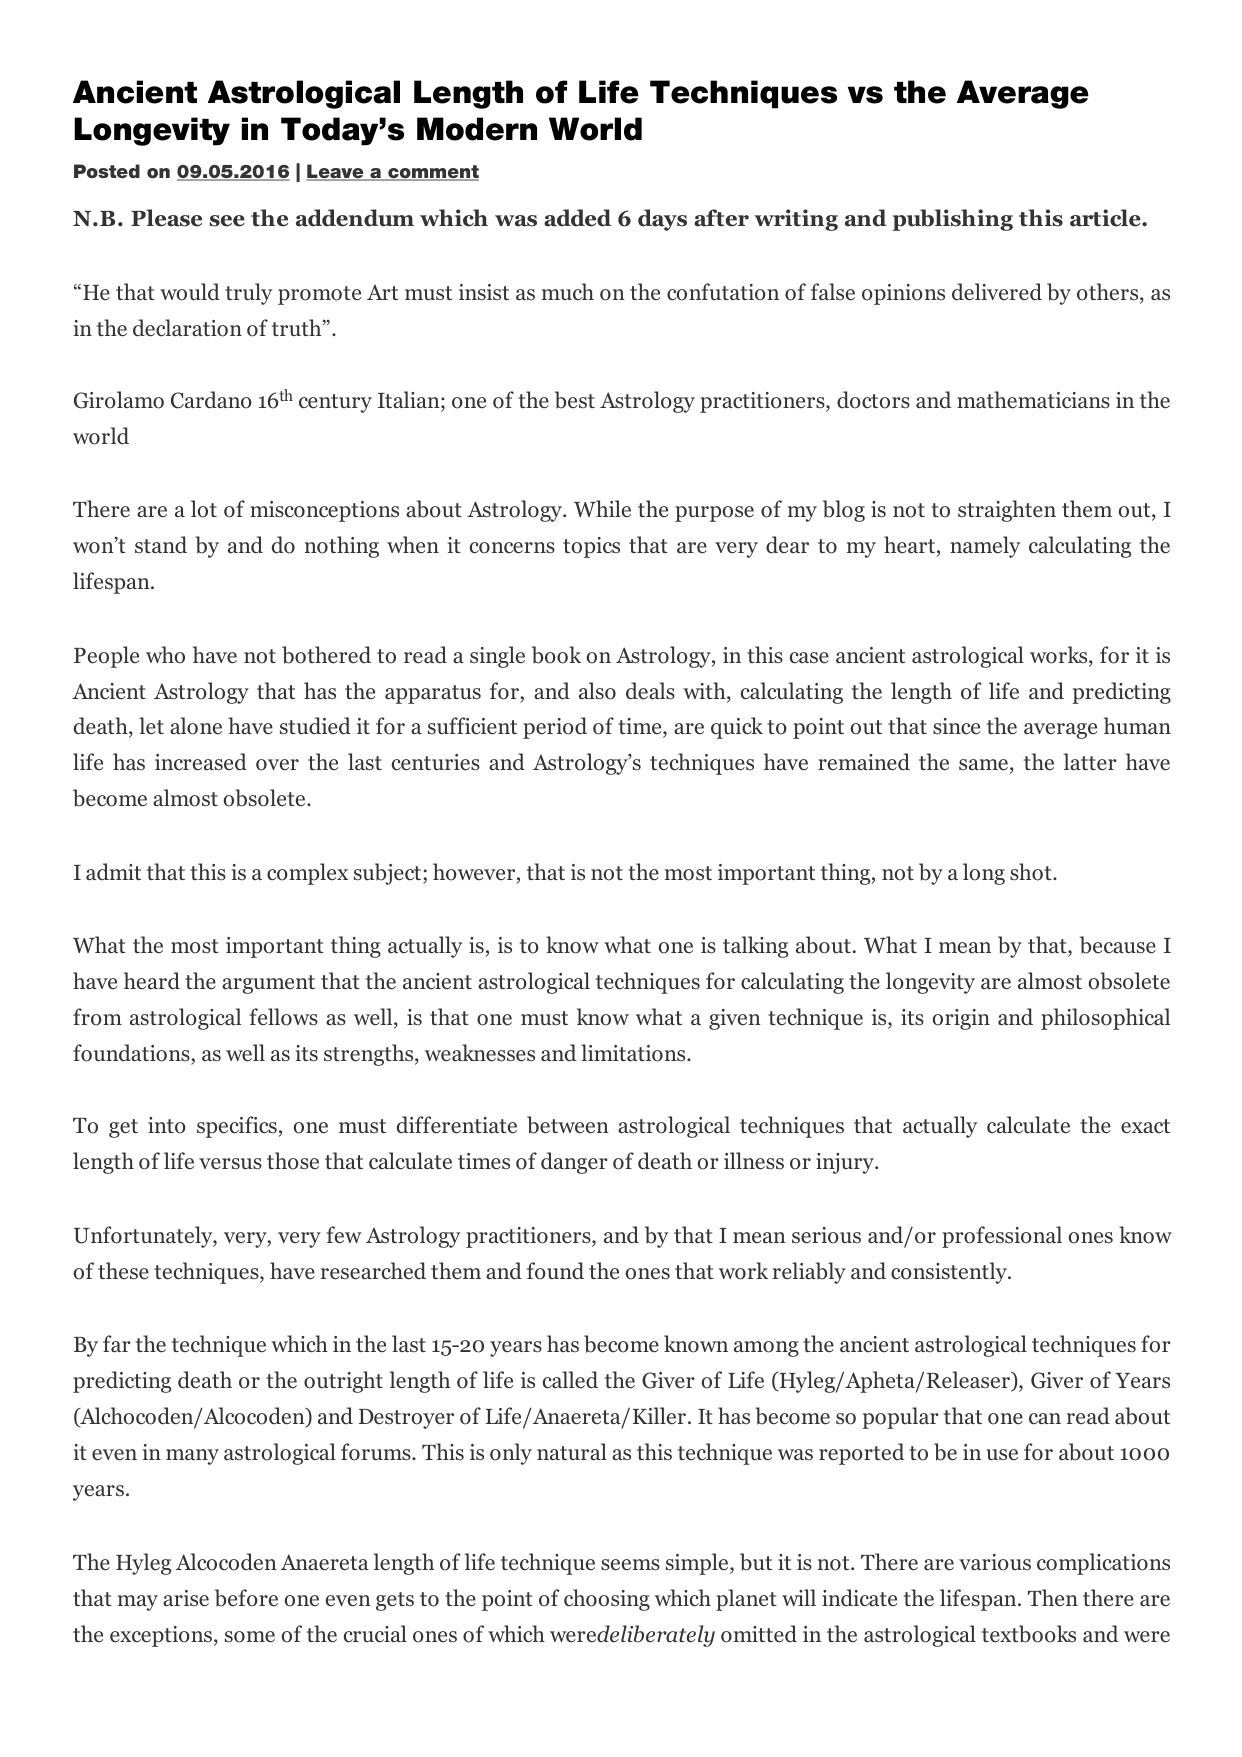 Ancient Astrological Length of Life Techniques vs the Average
Longevity in Today’s Modern World
Posted on 09.05.2016 | Leave a comment
N.B. Please see the addendum which was added 6 days after writing and publishing this article.
“He that would truly promote Art must insist as much on the confutation of false opinions delivered by others, as
in the declaration of truth”.
Girolamo Cardano 16th century Italian; one of the best Astrology practitioners, doctors and mathematicians in the
world
There are a lot of misconceptions about Astrology. While the purpose of my blog is not to straighten them out, I
won’t stand by and do nothing when it concerns topics that are very dear to my heart, namely calculating the
lifespan.
People who have not bothered to read a single book on Astrology, in this case ancient astrological works, for it is
Ancient Astrology that has the apparatus for, and also deals with, calculating the length of life and predicting
death, let alone have studied it for a sufficient period of time, are quick to point out that since the average human
life has increased over the last centuries and Astrology’s techniques have remained the same, the latter have
become almost obsolete.
I admit that this is a complex subject; however, that is not the most important thing, not by a long shot.
What the most important thing actually is, is to know what one is talking about. What I mean by that, because I
have heard the argument that the ancient astrological techniques for calculating the longevity are almost obsolete
from astrological fellows as well, is that one must know what a given technique is, its origin and philosophical
foundations, as well as its strengths, weaknesses and limitations.
To get into specifics, one must differentiate between astrological techniques that actually calculate the exact
length of life versus those that calculate times of danger of death or illness or injury.
Unfortunately, very, very few Astrology practitioners, and by that I mean serious and/or professional ones know
of these techniques, have researched them and found the ones that work reliably and consistently.
By far the technique which in the last 15-20 years has become known among the ancient astrological techniques for
predicting death or the outright length of life is called the Giver of Life (Hyleg/Apheta/Releaser), Giver of Years
(Alchocoden/Alcocoden) and Destroyer of Life/Anaereta/Killer. It has become so popular that one can read about
it even in many astrological forums. This is only natural as this technique was reported to be in use for about 1000
years.
The Hyleg Alcocoden Anaereta length of life technique seems simple, but it is not. There are various complications
that may arise before one even gets to the point of choosing which planet will indicate the lifespan. Then there are
the exceptions, some of the crucial ones of which weredeliberately omitted in the astrological textbooks and were